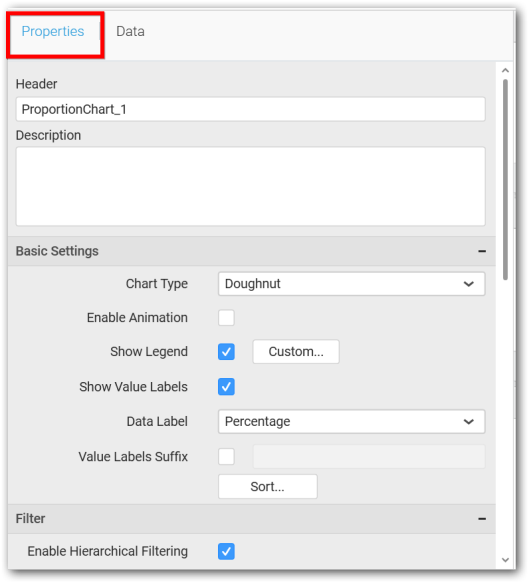 Properties Data
Header
ProportionChart_1
Description
Basic Settings
Chart Type Doughnut
Enable Animation
Show Legend Custom...
Show Value Labels
Data Label Percentage
Value Labels Suffix
Sort...
Filter
Enable Hierarchical Filtering